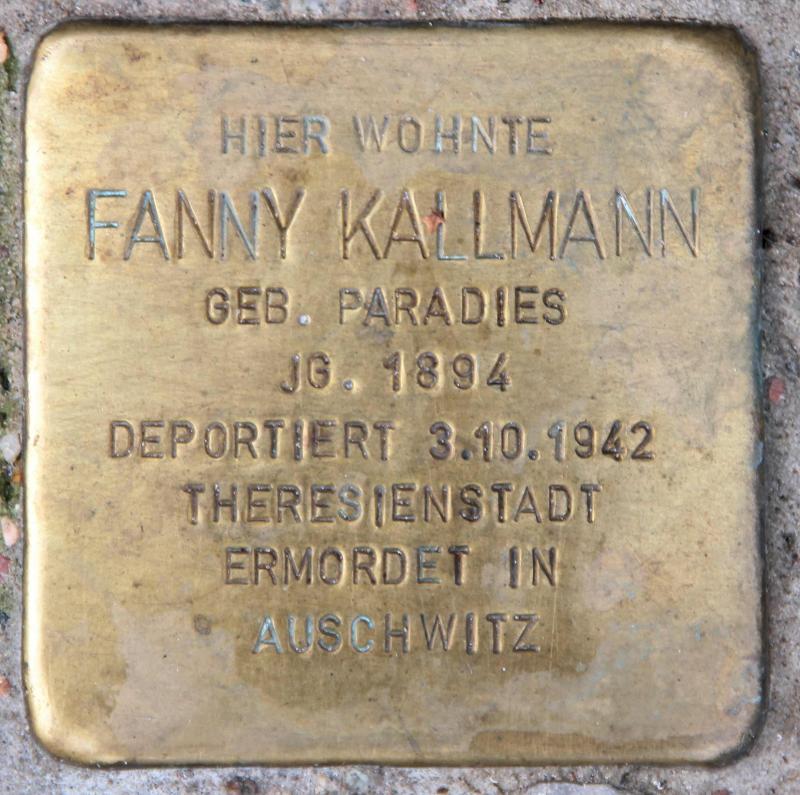 HIER WOHNTE
FANNY KALLMANN
GEB. PARADIES
JG. 1894
DEPORTIERT 3.10.1942
THERESIENSTADT
ERMORDET IN
AUSCHWITZ